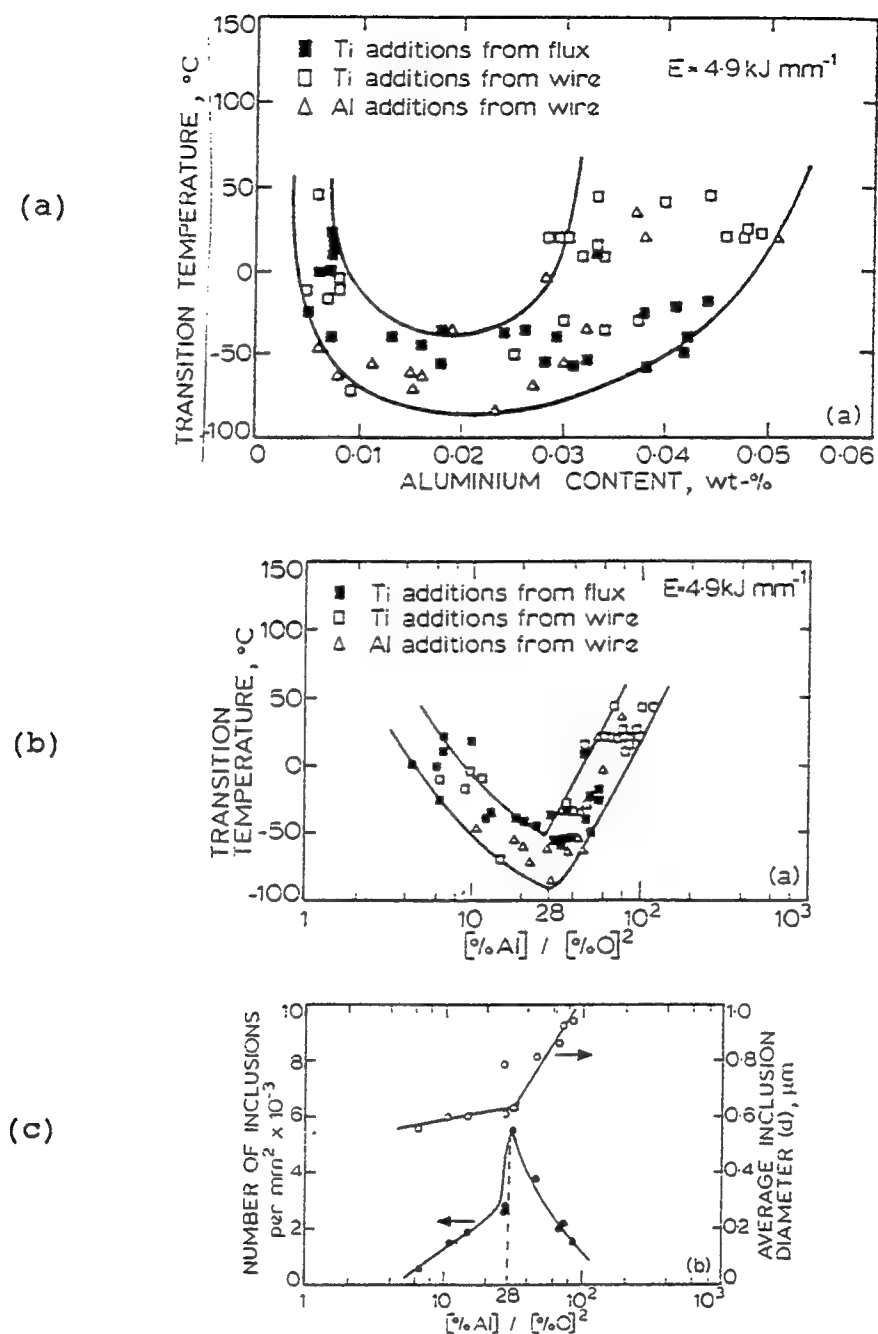 (a)
TRANSITION TEMPERATURE, °C
150
100
50
0
-50
-100
■ Ti additions from flux
□ Ti additions from wire
△ Al additions from wire
E = 4·9 kJ mm⁻¹
(a)
0 0·01 0·02 0·03 0·04 0·05 0·06
ALUMINIUM CONTENT, wt-%
(b)
TRANSITION
TEMPERATURE, °C
150
100
50
0
-50
-100
■ Ti additions from flux
□ Ti additions from wire
△ Al additions from wire
E=4·9 kJ mm⁻¹
(a)
1 10 28 10² 10³
[%Al] / [%O]²
(c)
NUMBER OF INCLUSIONS
per mm² x 10⁻³
10
8
6
4
2
0
1·0
0·8
0·6
0·4
0·2
0
AVERAGE INCLUSION
DIAMETER (d), μm
(b)
1 10 28 10² 10³
[%Al] / [%O]²